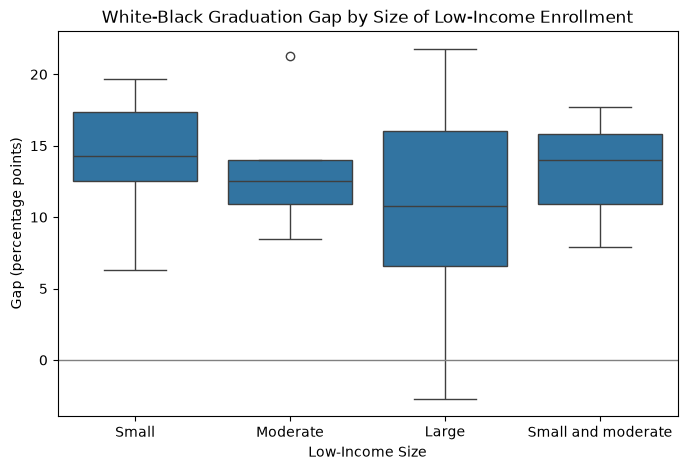 White-Black Graduation Gap by Size of Low-Income Enrollment
Gap (percentage points)
20
15
10
5
0
Small
Moderate
Large
Small and moderate
Low-Income Size